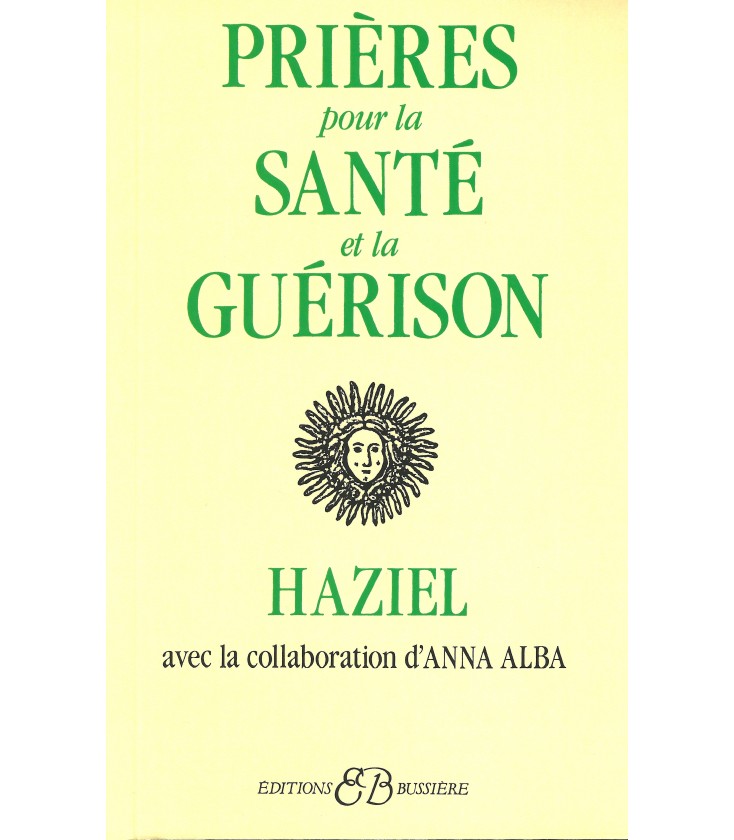 PRIÈRES
pour la
SANTÉ
et la
GUÉRISON
HAZIEL
avec la collaboration d'ANNA ALBA
ÉDITIONS EB BUSSIÈRE